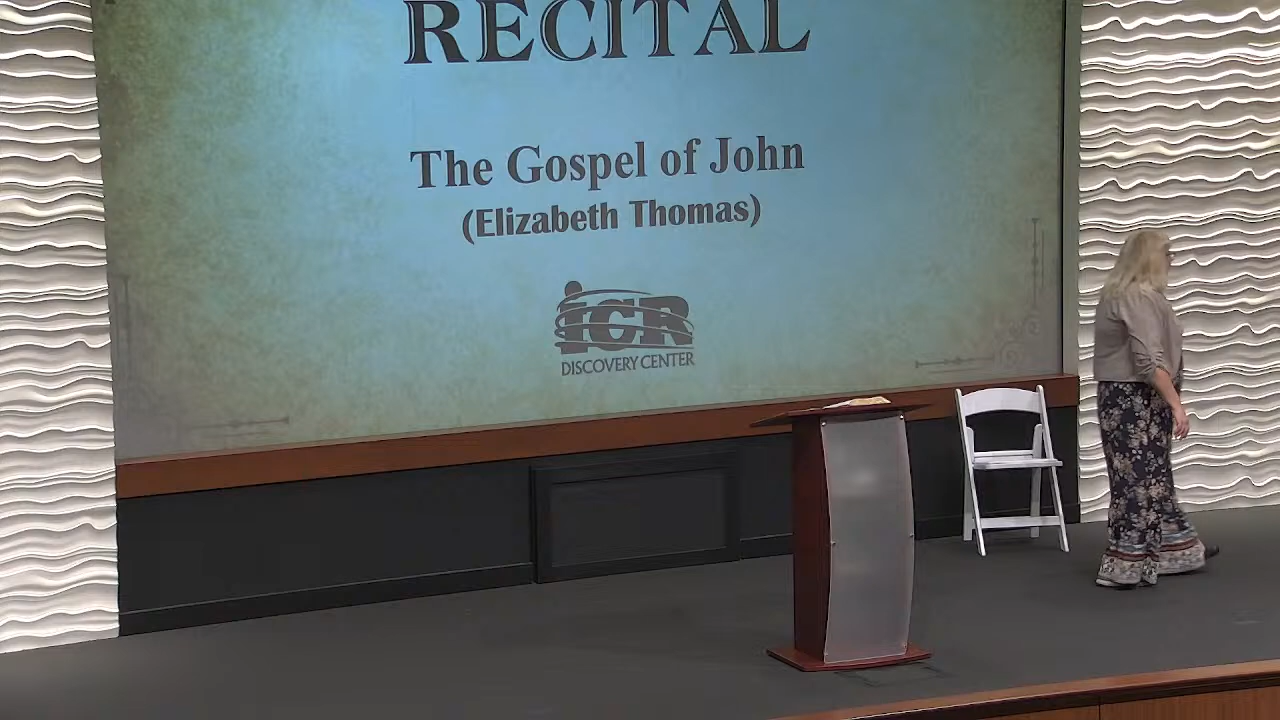 RECITAL
The Gospel of John
(Elizabeth Thomas)
iCR
DISCOVERY CENTER